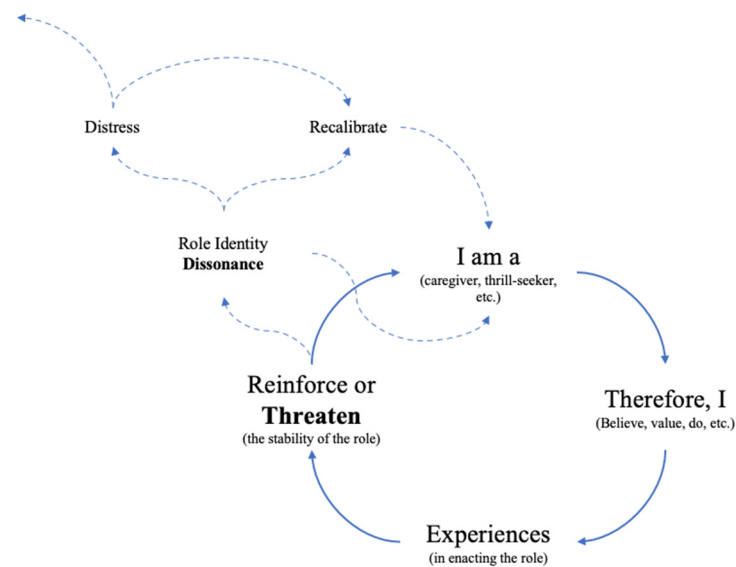 Distress
Recalibrate
Role Identity
Dissonance
I am a
(caregiver, thrill-seeker,
etc.)
Reinforce or
Threaten
(the stability of the role)
Therefore, I
(Believe, value, do, etc.)
Experiences
(in enacting the role)